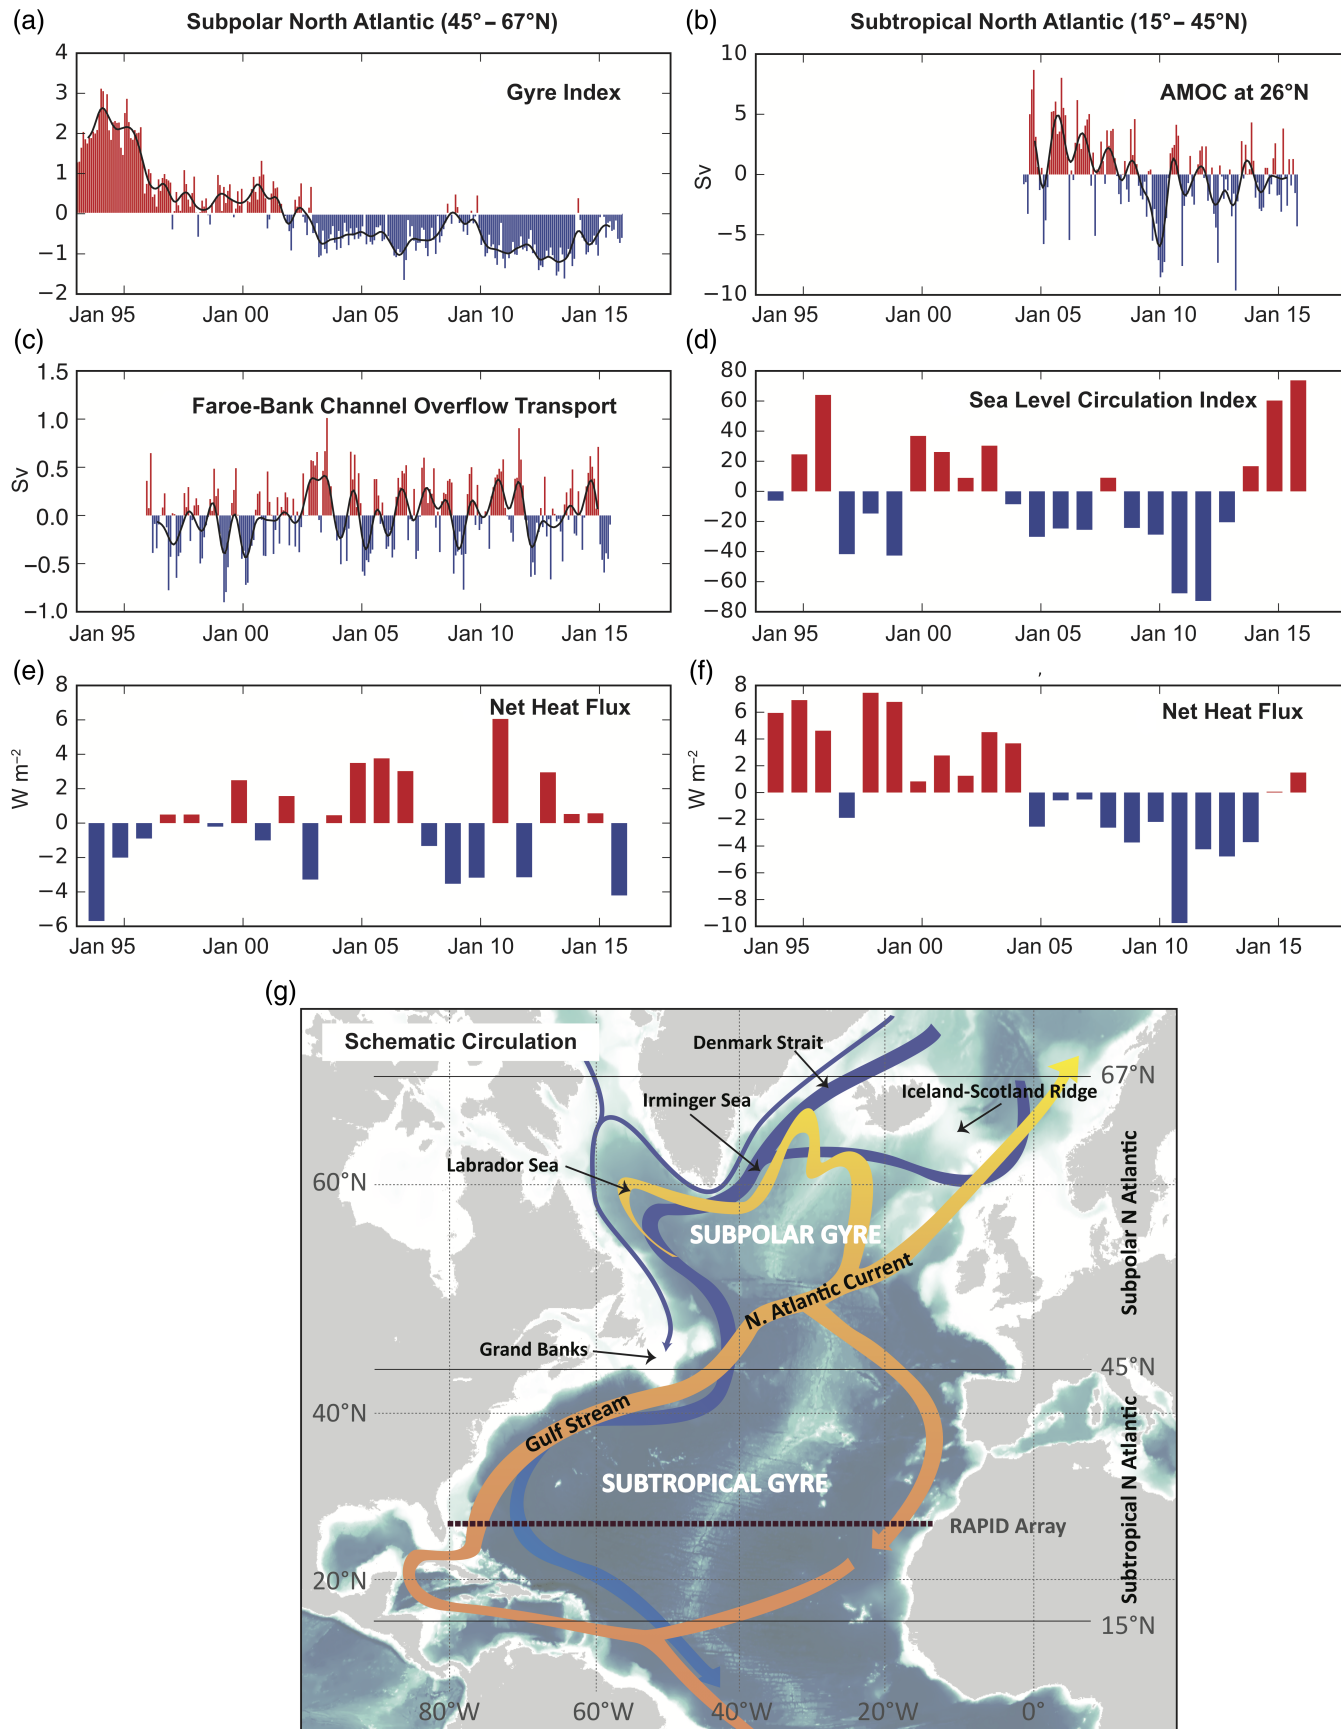 (a)
Subpolar North Atlantic (45° – 67°N)
(b)
Subtropical North Atlantic (15° – 45°N)
4
3
2
1
0
−1
−2
Gyre Index
Jan 95
Jan 00
Jan 05
Jan 10
Jan 15
Sv
10
5
0
−5
−10
AMOC at 26°N
Jan 95
Jan 00
Jan 05
Jan 10
Jan 15
(c)
Sv
1.5
1.0
0.5
0.0
−0.5
−1.0
Faroe-Bank Channel Overflow Transport
Jan 95
Jan 00
Jan 05
Jan 10
Jan 15
(d)
80
60
40
20
0
−20
−40
−60
−80
Sea Level Circulation Index
Jan 95
Jan 00
Jan 05
Jan 10
Jan 15
(e)
W m−2
8
6
4
2
0
−2
−4
−6
Net Heat Flux
Jan 95
Jan 00
Jan 05
Jan 10
Jan 15
(f)
W m−2
8
6
4
2
0
−2
−4
−6
−8
−10
Net Heat Flux
Jan 95
Jan 00
Jan 05
Jan 10
Jan 15
(g)
Schematic Circulation
Denmark Strait
67°N
Iceland-Scotland Ridge
Irminger Sea
Labrador Sea
60°N
SUBPOLAR GYRE
Subpolar N Atlantic
N. Atlantic Current
Grand Banks
45°N
40°N
Gulf Stream
SUBTROPICAL GYRE
Subtropical N Atlantic
RAPID Array
20°N
15°N
80°W
60°W
40°W
20°W
0°